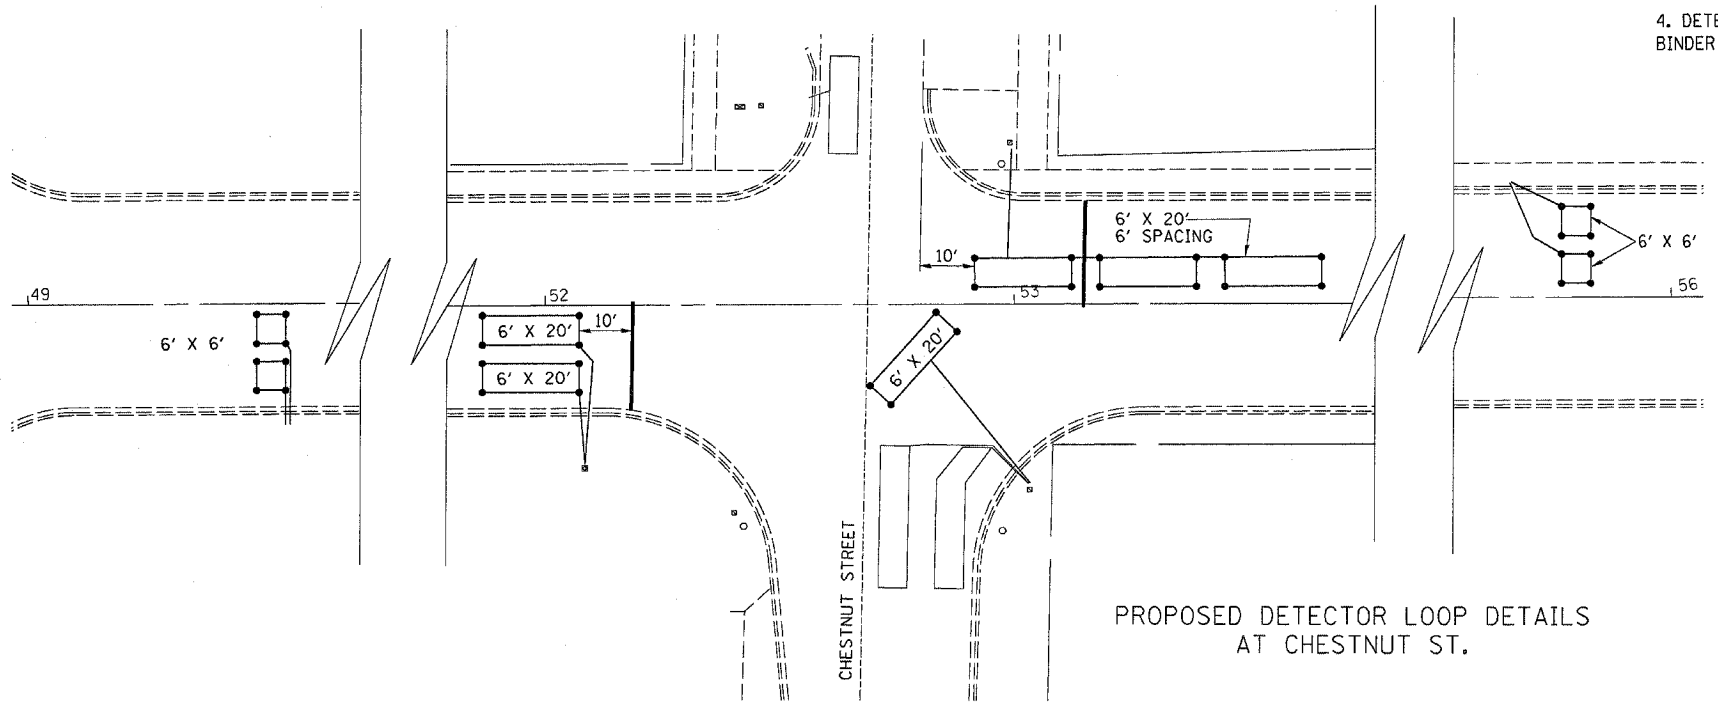 4. DETE
BINDER
6' X 20'
6' SPACING
10'
6' X 6'
49
52
53
56
6' X 6'
6' X 20'
10'
6' X 20'
6' X 20'
CHESTNUT STREET
PROPOSED DETECTOR LOOP DETAILS
AT CHESTNUT ST.